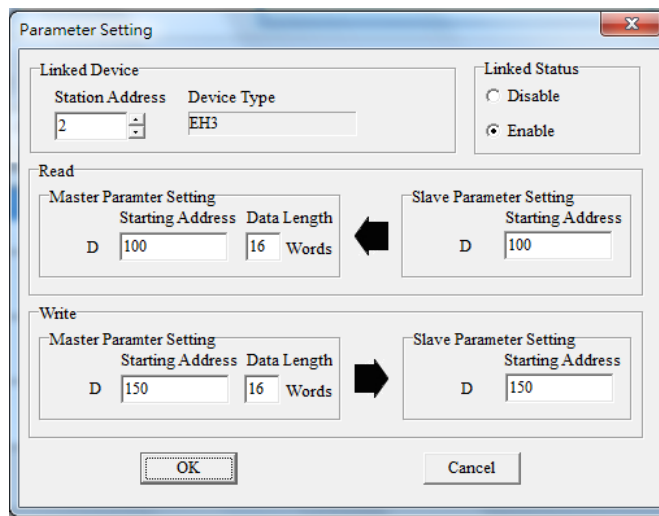 Parameter Setting
Linked Device
Linked Status
Station Address Device Type
Disable
2 EH3
Enable
Read
Master Paramter Setting
Slave Parameter Setting
Starting Address Data Length
Starting Address
D 100 16 Words
D 100
Write
Master Paramter Setting
Slave Parameter Setting
Starting Address Data Length
Starting Address
D 150 16 Words
D 150
OK Cancel